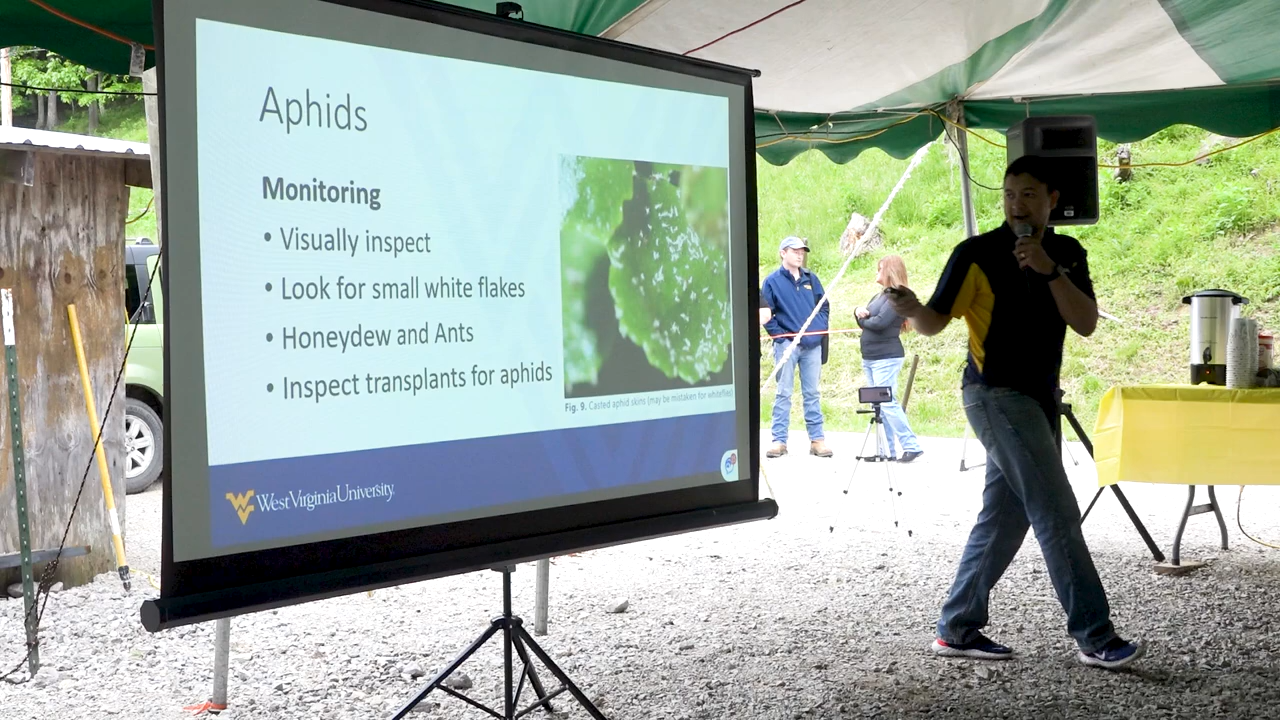 Aphids
Monitoring
• Visually inspect
• Look for small white flakes
• Honeydew and Ants
• Inspect transplants for aphids
Fig. 9. Casted aphid skins (may be mistaken for whiteflies)
WestVirginiaUniversity.